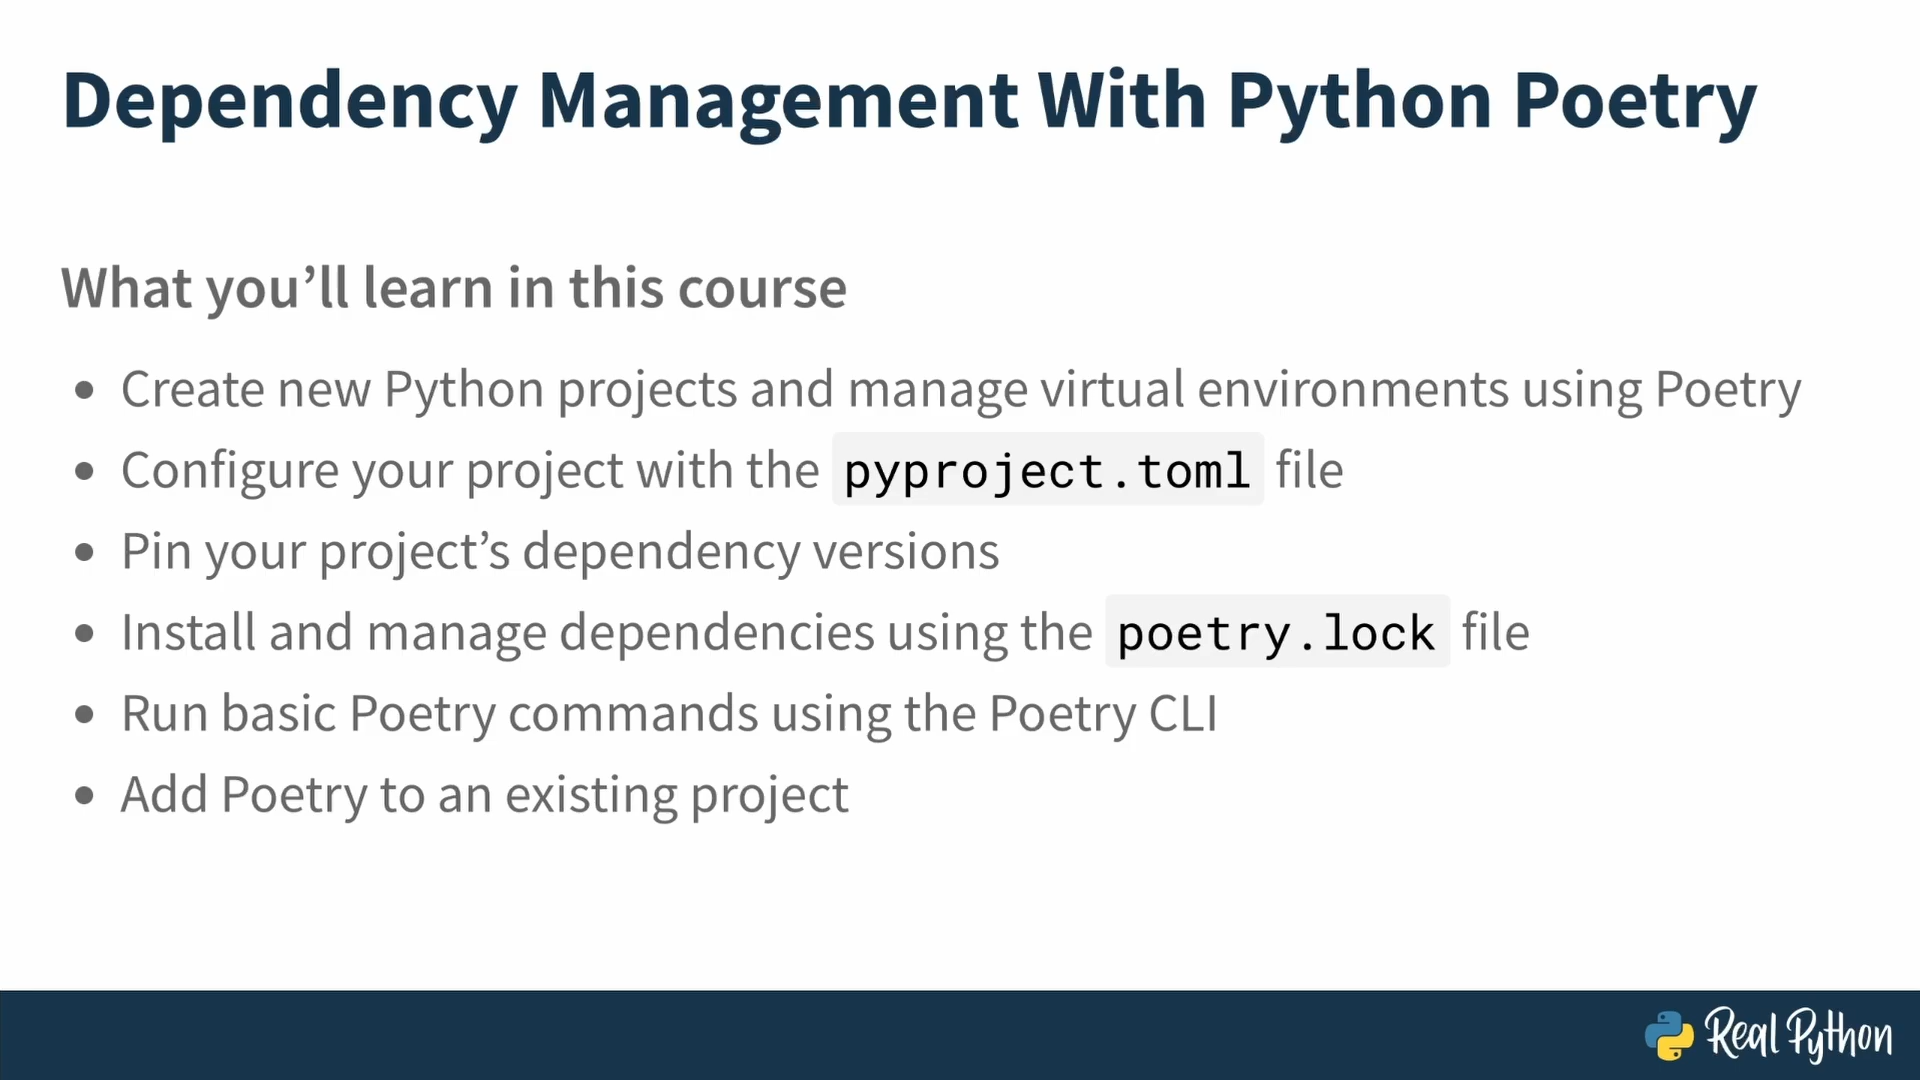 Dependency Management With Python Poetry
What you’ll learn in this course
• Create new Python projects and manage virtual environments using Poetry
• Configure your project with the pyproject.toml file
• Pin your project’s dependency versions
• Install and manage dependencies using the poetry.lock file
• Run basic Poetry commands using the Poetry CLI
• Add Poetry to an existing project
Real Python